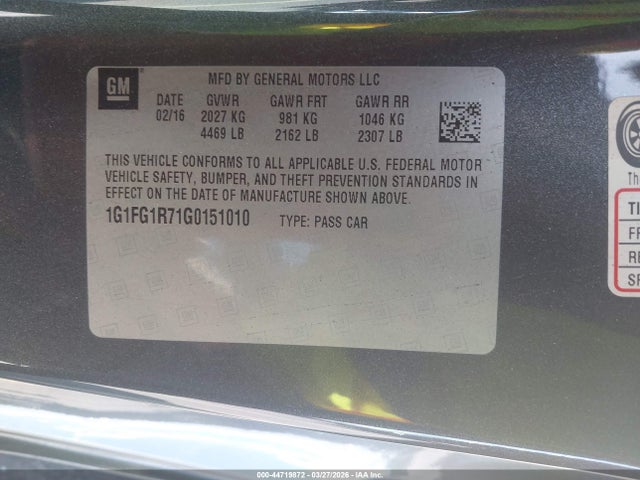 GM
MFD BY GENERAL MOTORS LLC
DATE GVWR GAWR FRT GAWR RR
02/16 2027 KG 981 KG 1046 KG
4469 LB 2162 LB 2307 LB
THIS VEHICLE CONFORMS TO ALL APPLICABLE U.S. FEDERAL MOTOR
VEHICLE SAFETY, BUMPER, AND THEFT PREVENTION STANDARDS IN
EFFECT ON THE DATE OF MANUFACTURE SHOWN ABOVE.
1G1FG1R71G0151010 TYPE: PASS CAR
000-44719872 | 03/27/2026 | IAAI.CA